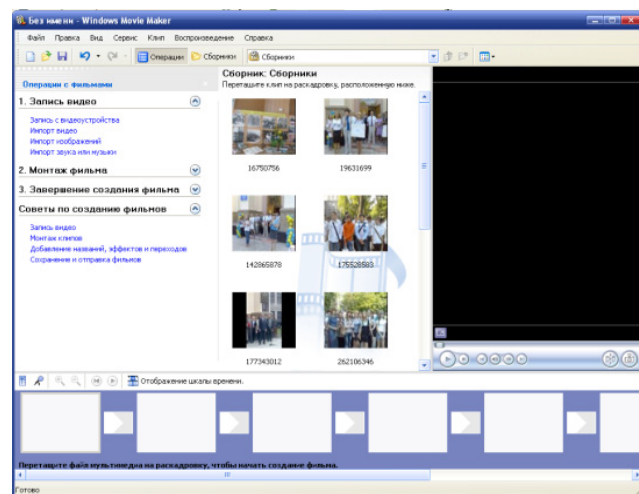 Без имени - Windows Movie Maker
Файл Правка Вид Сервис Клип Воспроизведение Справка
Операции Сборники Сборники
Операции с фильмами
1. Запись видео
Запись с видеоустройства
Импорт видео
Импорт изображений
Импорт звука или музыки
2. Монтаж фильма
3. Завершение создания фильма
Советы по созданию фильмов
Запись видео
Монтаж клипов
Добавление названий, эффектов и переходов
Сохранение и отправка фильмов
Сборник: Сборники
Перетащите клип на раскадровку, расположенную ниже.
16750756 19631699
142865878 175528583
177343012 262106346
Отображение шкалы времени.
Перетащите файл мультимедиа на раскадровку, чтобы начать создание фильма.
Готово